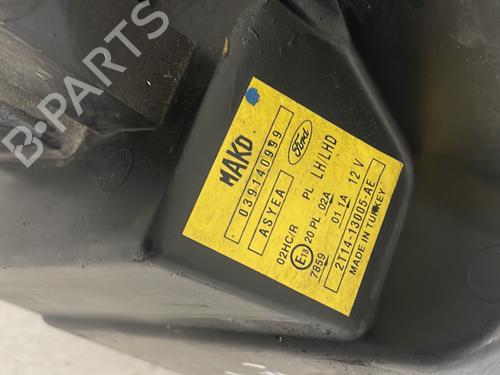 B-PARTS
MAKO
039140999
Ford
ASYEA
PL LH/LHD
02HC/R
E13 20 PL 02A 01 1A 12 V
7859
2T14-13005-AE
MADE IN TURKEY